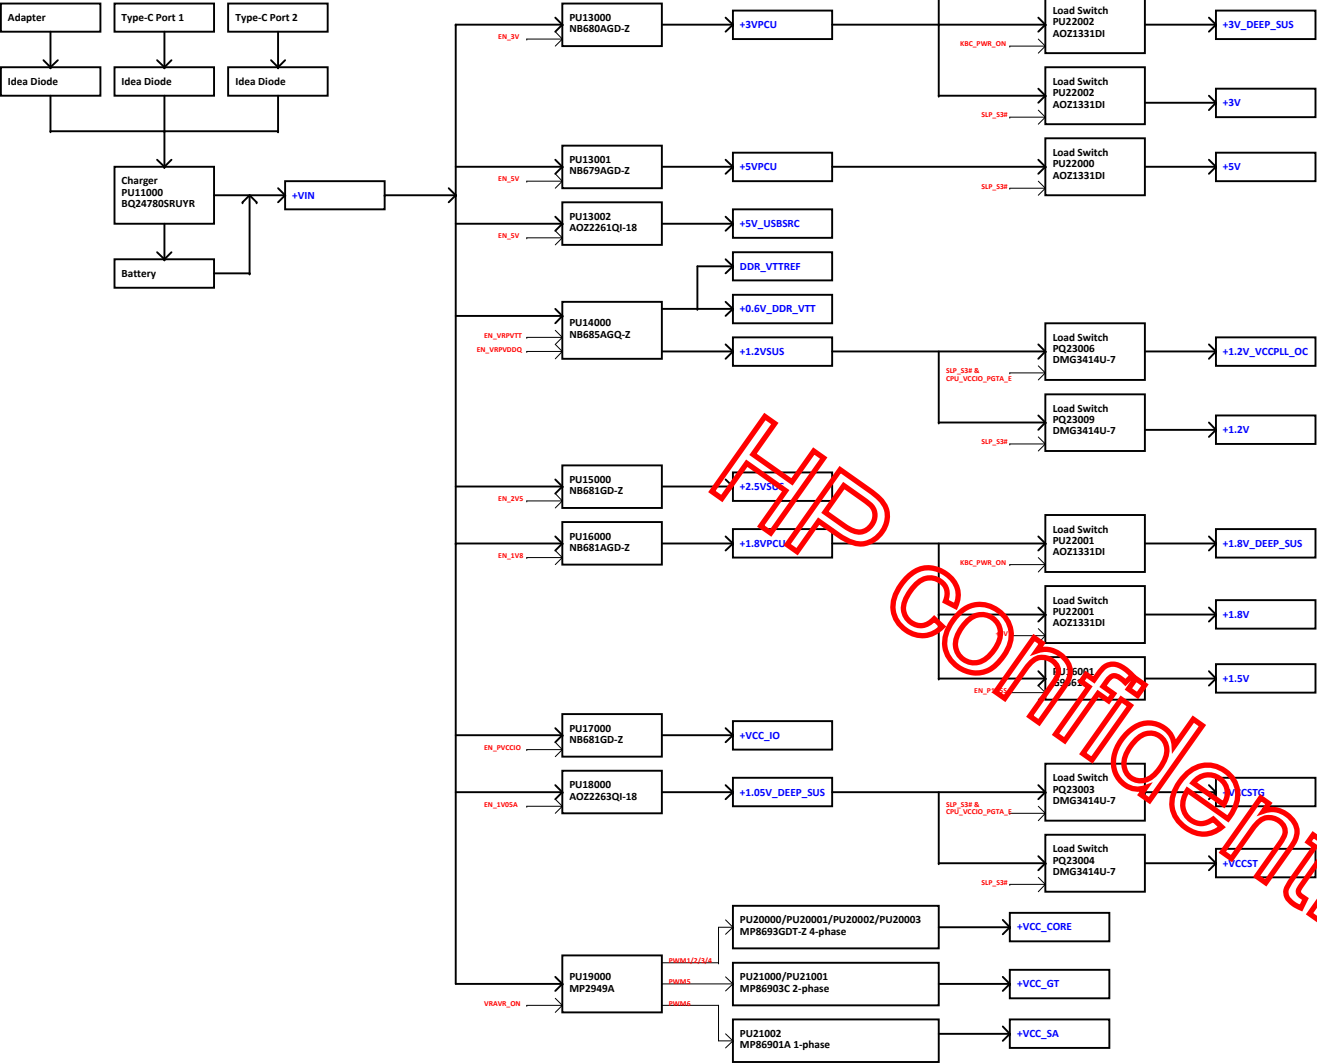 Adapter
Type-C Port 1
Type-C Port 2
Idea Diode
Idea Diode
Idea Diode
Charger
PU11000
BQ24780SRUYR
Battery
+VIN
EN_3V
PU13000
NB680AGD-Z
+3VPCU
KBC_PWR_ON
Load Switch
PU22002
AOZ1331DI
+3V_DEEP_SUS
SLP_S3#
Load Switch
PU22002
AOZ1331DI
+3V
EN_5V
PU13001
NB679AGD-Z
+5VPCU
SLP_S3#
Load Switch
PU22000
AOZ1331DI
+5V
EN_5V
PU13002
AOZ2261QI-18
+5V_USBSRC
DDR_VTTREF
+0.6V_DDR_VTT
EN_VRPVTT
EN_VRPVDDQ
PU14000
NB685AGQ-Z
+1.2VSUS
SLP_S3# &
CPU_VCCIO_PGTA_E
Load Switch
PQ23006
DMG3414U-7
+1.2V_VCCPLL_OC
SLP_S3#
Load Switch
PQ23009
DMG3414U-7
+1.2V
EN_2V5
PU15000
NB681GD-Z
+2.5VSUS
EN_1V8
PU16000
NB681AGD-Z
+1.8VPCU
KBC_PWR_ON
Load Switch
PU22001
AOZ1331DI
+1.8V_DEEP_SUS
Load Switch
PU22001
AOZ1331DI
+1.8V
PU16001
+1.5V
EN_PVCCIO
PU17000
NB681GD-Z
+VCC_IO
EN_1V05A
PU18000
AOZ2263QI-18
+1.05V_DEEP_SUS
SLP_S3# &
CPU_VCCIO_PGTA_E
Load Switch
PQ23003
DMG3414U-7
+VCCSTG
SLP_S3#
Load Switch
PQ23004
DMG3414U-7
+VCCST
VRAVR_ON
PU19000
MP2949A
PWM1/2/3/4
PWM5
PWM6
PU20000/PU20001/PU20002/PU20003
MP8693GDT-Z 4-phase
+VCC_CORE
PU21000/PU21001
MP86903C 2-phase
+VCC_GT
PU21002
MP86901A 1-phase
+VCC_SA
HP confident